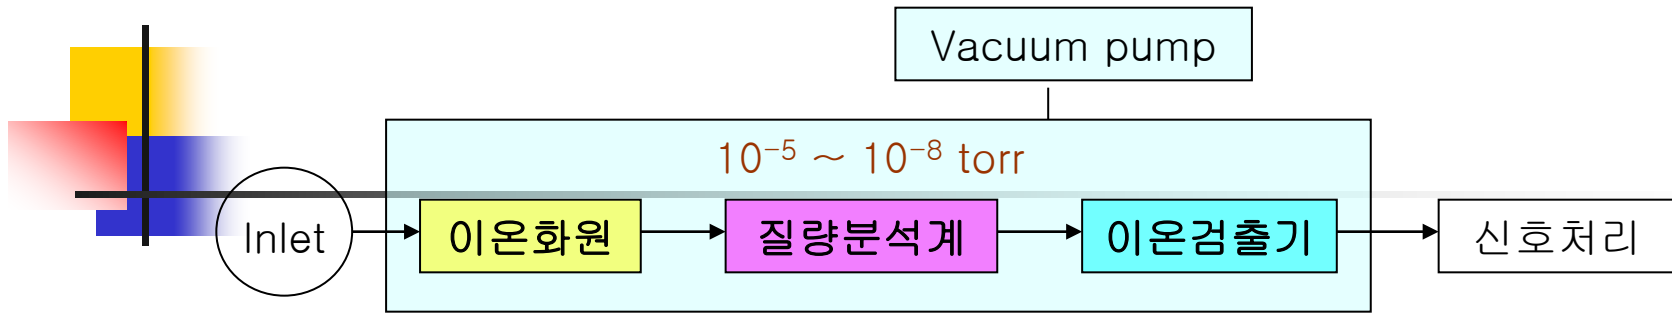 Vacuum pump
10⁻⁵ ~ 10⁻⁸ torr
Inlet
이온화원
질량분석계
이온검출기
신호처리